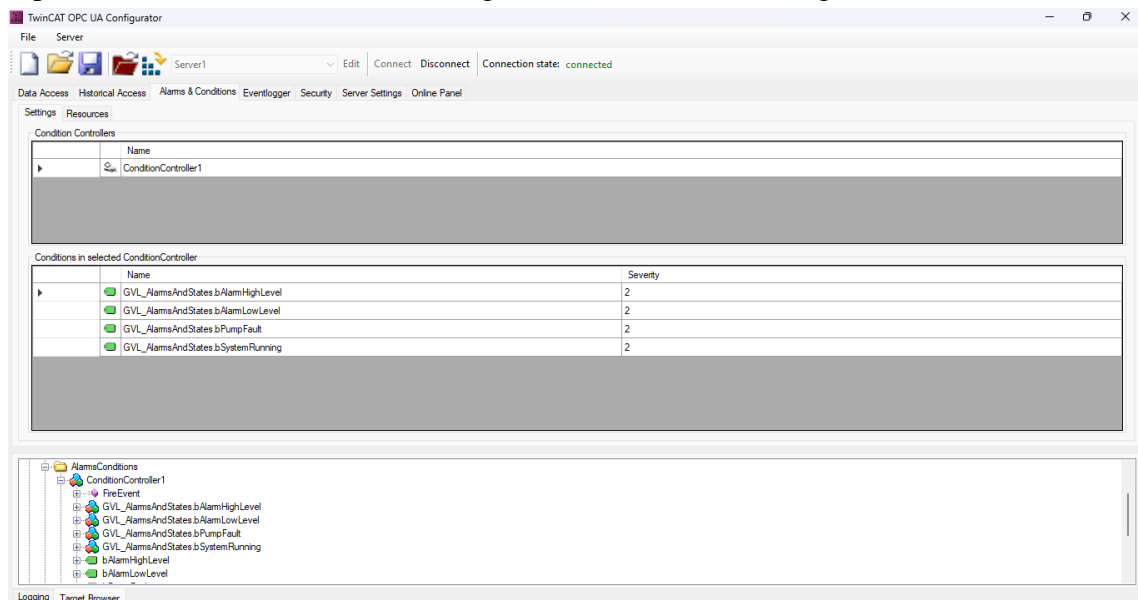 TwinCAT OPC UA Configurator
File Server
Server1 Edit Connect Disconnect Connection state: connected
Data Access Historical Access Alarms & Conditions Eventlogger Security Server Settings Online Panel
Settings Resources
Condition Controllers
Name
ConditionController1
Conditions in selected ConditionController
Name Severity
GVL_AlarmsAndStates.bAlarmHighLevel 2
GVL_AlarmsAndStates.bAlarmLowLevel 2
GVL_AlarmsAndStates.bPumpFault 2
GVL_AlarmsAndStates.bSystemRunning 2
AlarmsConditions
ConditionController1
FireEvent
GVL_AlarmsAndStates.bAlarmHighLevel
GVL_AlarmsAndStates.bAlarmLowLevel
GVL_AlarmsAndStates.bPumpFault
GVL_AlarmsAndStates.bSystemRunning
bAlarmHighLevel
bAlarmLowLevel
Logging Target Browser